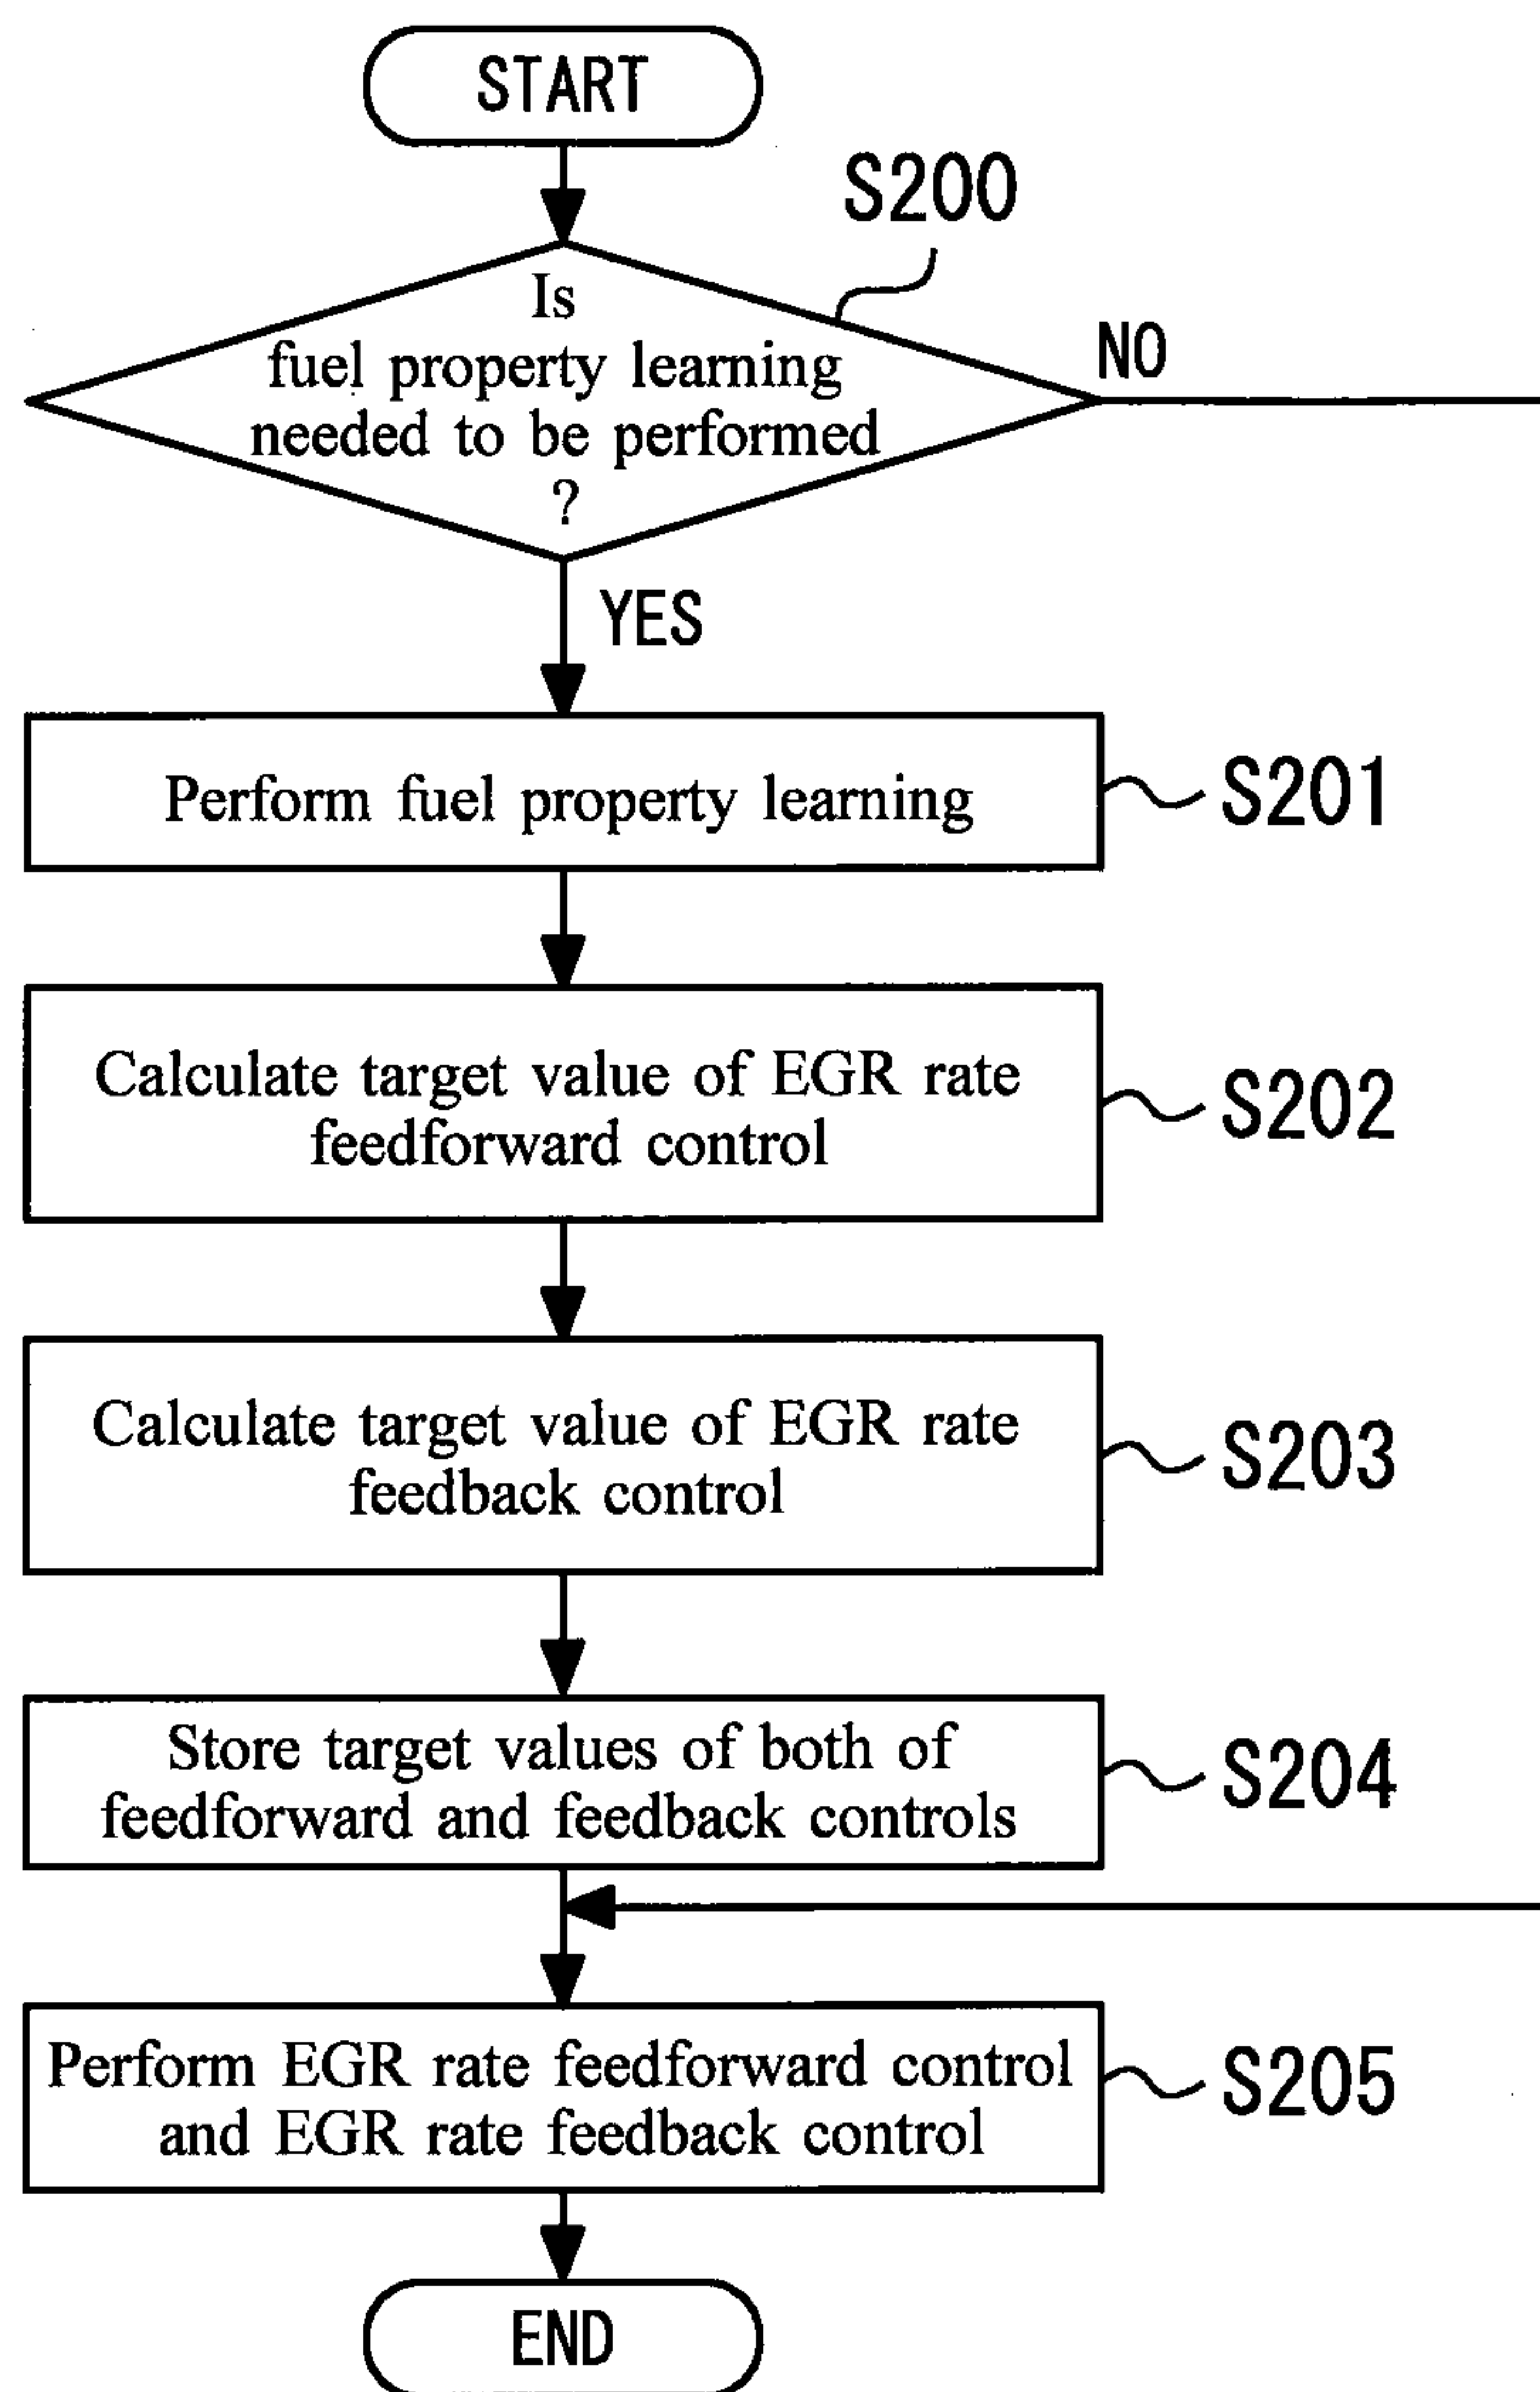 START
S200
Is
fuel property learning
needed to be performed
?
NO
YES
Perform fuel property learning
S201
Calculate target value of EGR rate
feedforward control
S202
Calculate target value of EGR rate
feedback control
S203
Store target values of both of
feedforward and feedback controls
S204
Perform EGR rate feedforward control
and EGR rate feedback control
S205
END